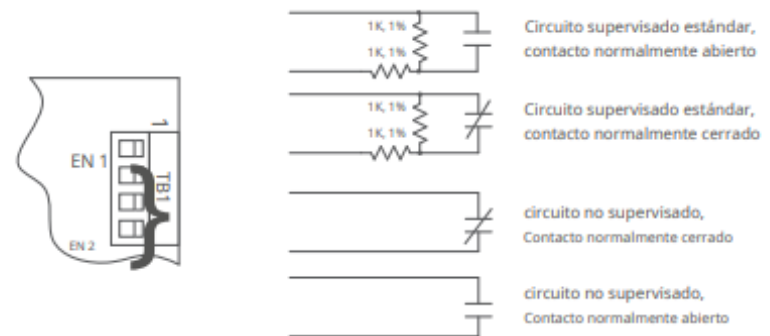 1K, 1%
1K, 1%
Circuito supervisado estándar,
contacto normalmente abierto
1K, 1%
1K, 1%
Circuito supervisado estándar,
contacto normalmente cerrado
1
EN 1
TB1
EN 2
circuito no supervisado,
Contacto normalmente cerrado
circuito no supervisado,
Contacto normalmente abierto